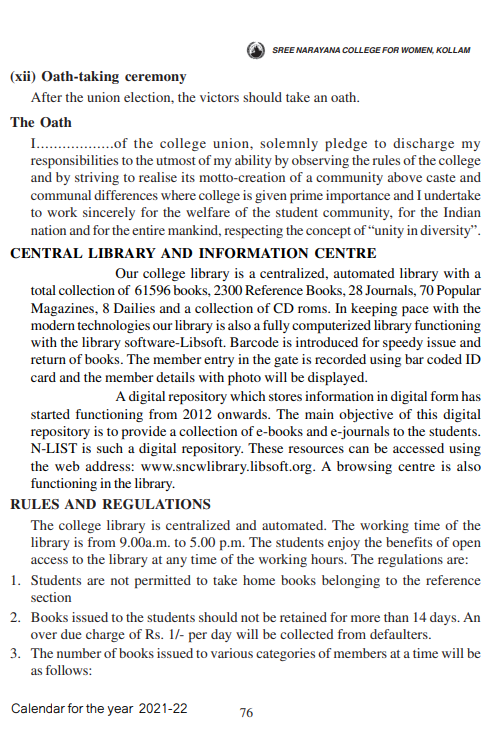 SREE NARAYANA COLLEGE FOR WOMEN, KOLLAM
(xii) Oath-taking ceremony
After the union election, the victors should take an oath.
The Oath
I..................of the college union, solemnly pledge to discharge my
responsibilities to the utmost of my ability by observing the rules of the college
and by striving to realise its motto-creation of a community above caste and
communal differences where college is given prime importance and I undertake
to work sincerely for the welfare of the student community, for the Indian
nation and for the entire mankind, respecting the concept of “unity in diversity”.
CENTRAL LIBRARY AND INFORMATION CENTRE
Our college library is a centralized, automated library with a
total collection of 61596 books, 2300 Reference Books, 28 Journals, 70 Popular
Magazines, 8 Dailies and a collection of CD roms. In keeping pace with the
modern technologies our library is also a fully computerized library functioning
with the library software-Libsoft. Barcode is introduced for speedy issue and
return of books. The member entry in the gate is recorded using bar coded ID
card and the member details with photo will be displayed.
A digital repository which stores information in digital form has
started functioning from 2012 onwards. The main objective of this digital
repository is to provide a collection of e-books and e-journals to the students.
N-LIST is such a digital repository. These resources can be accessed using
the web address: www.sncwlibrary.libsoft.org. A browsing centre is also
functioning in the library.
RULES AND REGULATIONS
The college library is centralized and automated. The working time of the
library is from 9.00a.m. to 5.00 p.m. The students enjoy the benefits of open
access to the library at any time of the working hours. The regulations are:
1. Students are not permitted to take home books belonging to the reference
section
2. Books issued to the students should not be retained for more than 14 days. An
over due charge of Rs. 1/- per day will be collected from defaulters.
3. The number of books issued to various categories of members at a time will be
as follows:
Calendar for the year 2021-22
76